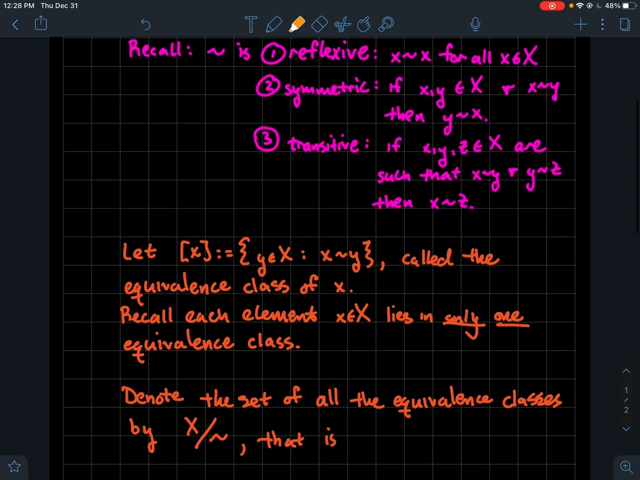 12:28 PM Thu Dec 31
48%
Recall: ~ is ① reflexive: x~x for all x∈X
② symmetric: if x,y ∈ X & x~y
then y~x.
③ transitive: if x,y,z ∈ X are
such that x~y & y~z
then x~z.
Let [x] := { y∈X : x~y }, called the
equivalence class of x.
Recall each element x∈X lies in only one
equivalence class.
Denote the set of all the equivalence classes
by X/~, that is
1
/
2